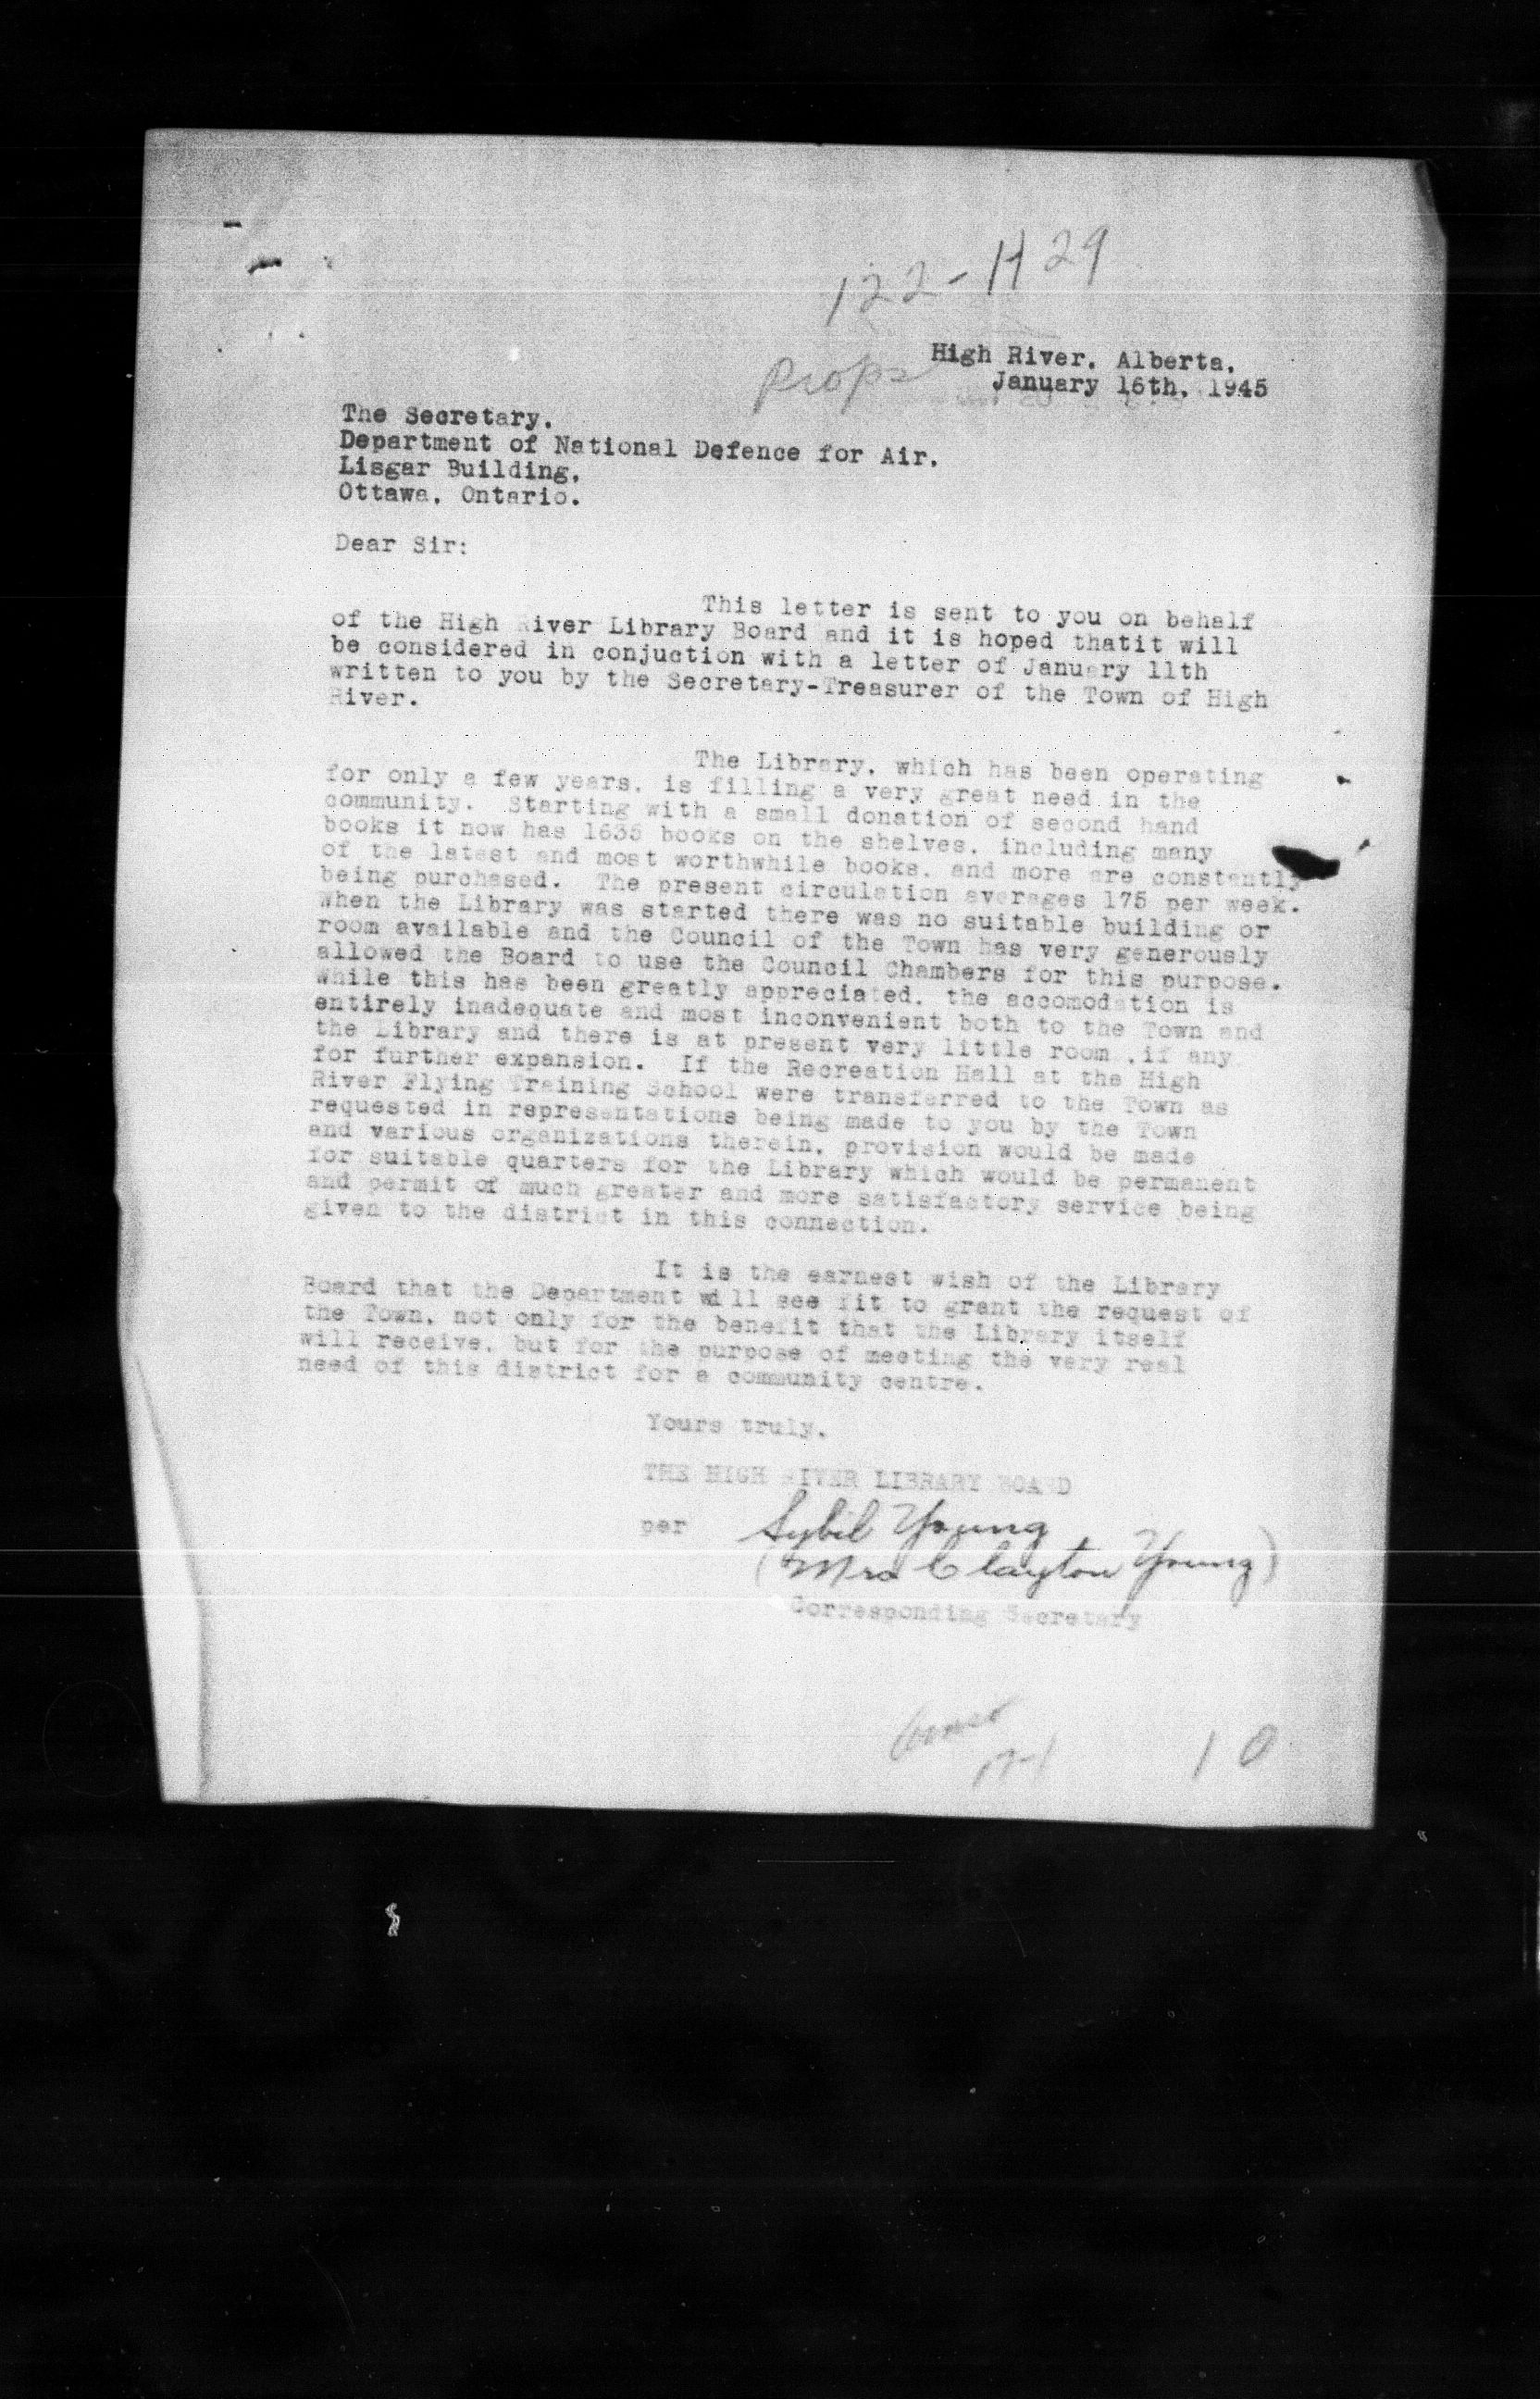 122-H29
High River, Alberta,
Props
January 16th, 1945
The Secretary,
Department of National Defence for Air,
Lisgar Building,
Ottawa, Ontario.
Dear Sir:
This letter is sent to you on behalf
of the High River Library Board and it is hoped thatit will
be considered in conjuction with a letter of January 11th
written to you by the Secretary-Treasurer of the Town of High
River.
The Library, which has been operating
for only a few years, is filling a very great need in the
community. Starting with a small donation of second hand
books it now has 1635 books on the shelves, including many
of the latest and most worthwhile books, and more are constantly
being purchased. The present circulation averages 175 per week.
When the Library was started there was no suitable building or
room available and the Council of the Town has very generously
allowed the Board to use the Council Chambers for this purpose.
While this has been greatly appreciated, the accomodation is
entirely inadequate and most inconvenient both to the Town and
the Library and there is at present very little room ,if any
for further expansion. If the Recreation Hall at the High
River Flying Training School were transferred to the Town as
requested in representations being made to you by the Town
and various organizations therein, provision would be made
for suitable quarters for the Library which would be permanent
and permit of much greater and more satisfactory service being
given to the district in this connection.
It is the earnest wish of the Library
Board that the Department will see fit to grant the request of
the Town, not only for the benefit that the Library itself
will receive, but for the purpose of meeting the very real
need of this district for a community centre.
Yours truly,
THE HIGH RIVER LIBRARY BOARD
per Sybil Young
(Mrs Clayton Young)
Corresponding Secretary
10